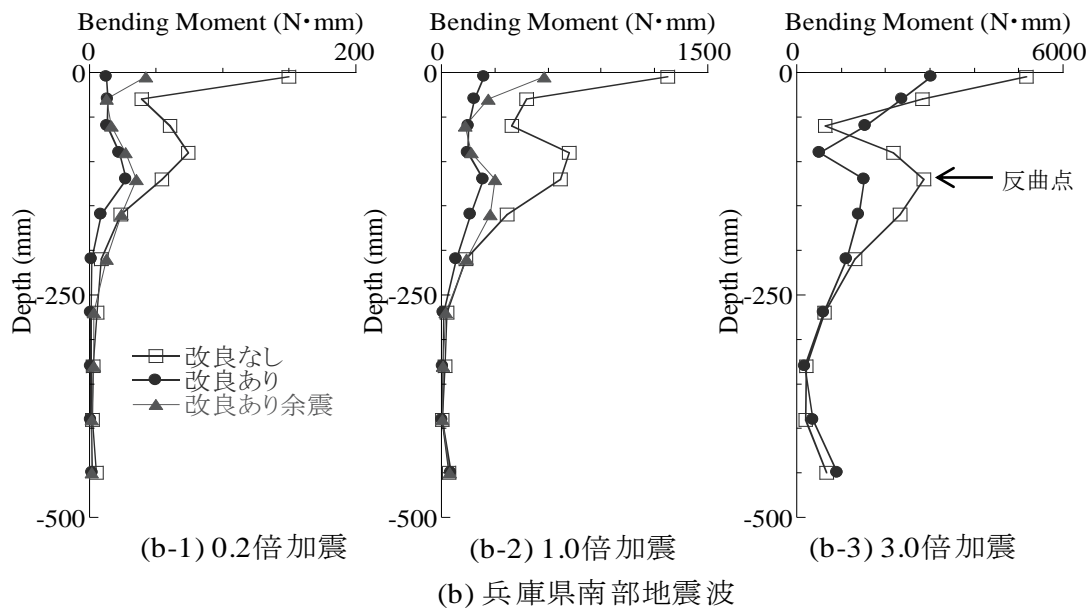 Bending Moment (N・mm)
0 200
0
-250
-500
Depth (mm)
改良なし
改良あり
改良あり余震
(b-1) 0.2倍加震
Bending Moment (N・mm)
0 1500
0
-250
-500
Depth (mm)
(b-2) 1.0倍加震
Bending Moment (N・mm)
0 6000
0
-250
-500
Depth (mm)
反曲点
(b-3) 3.0倍加震
(b) 兵庫県南部地震波